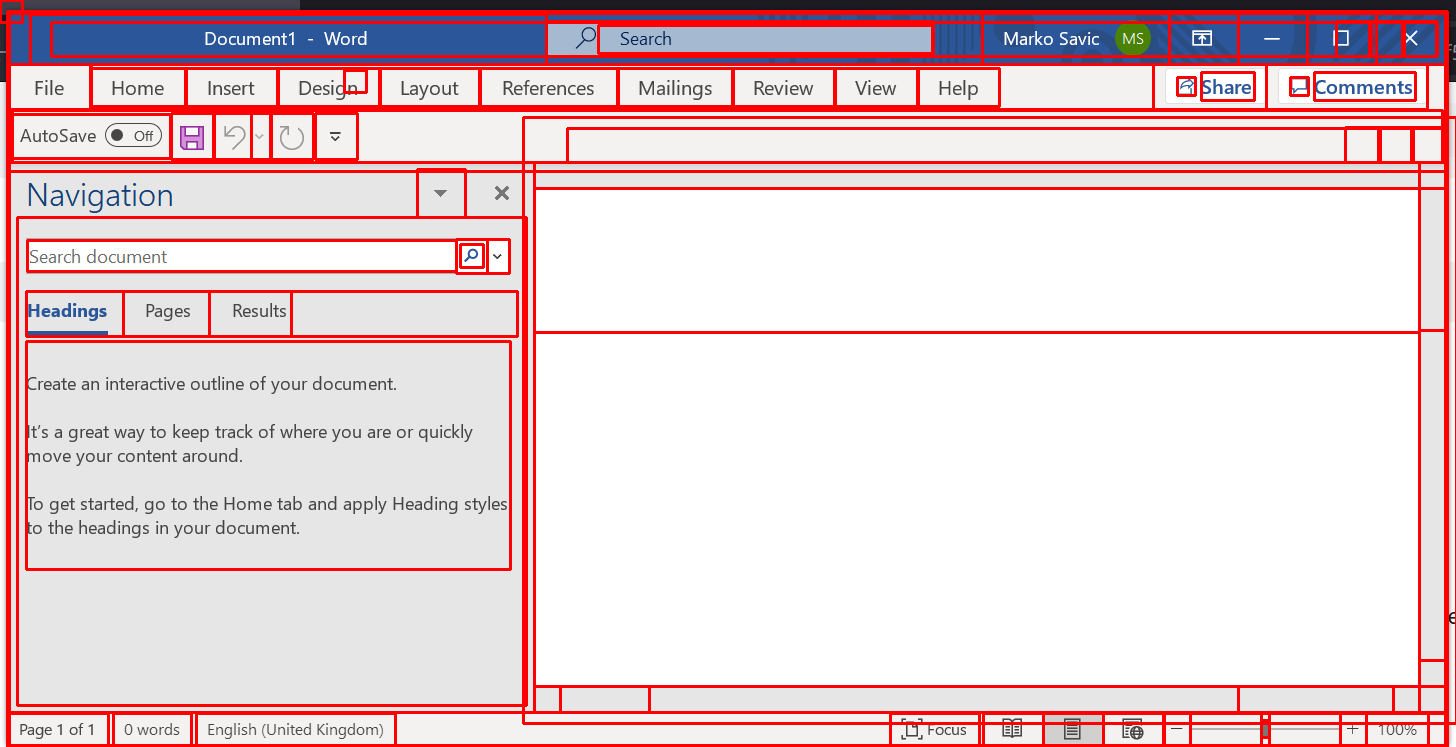 Document1 - Word
Search
Marko Savic MS
File Home Insert Design Layout References Mailings Review View Help Share Comments
AutoSave Off
Navigation
Search document
Headings Pages Results
Create an interactive outline of your document.
It's a great way to keep track of where you are or quickly
move your content around.
To get started, go to the Home tab and apply Heading styles
to the headings in your document.
Page 1 of 1 0 words English (United Kingdom) Focus 100%